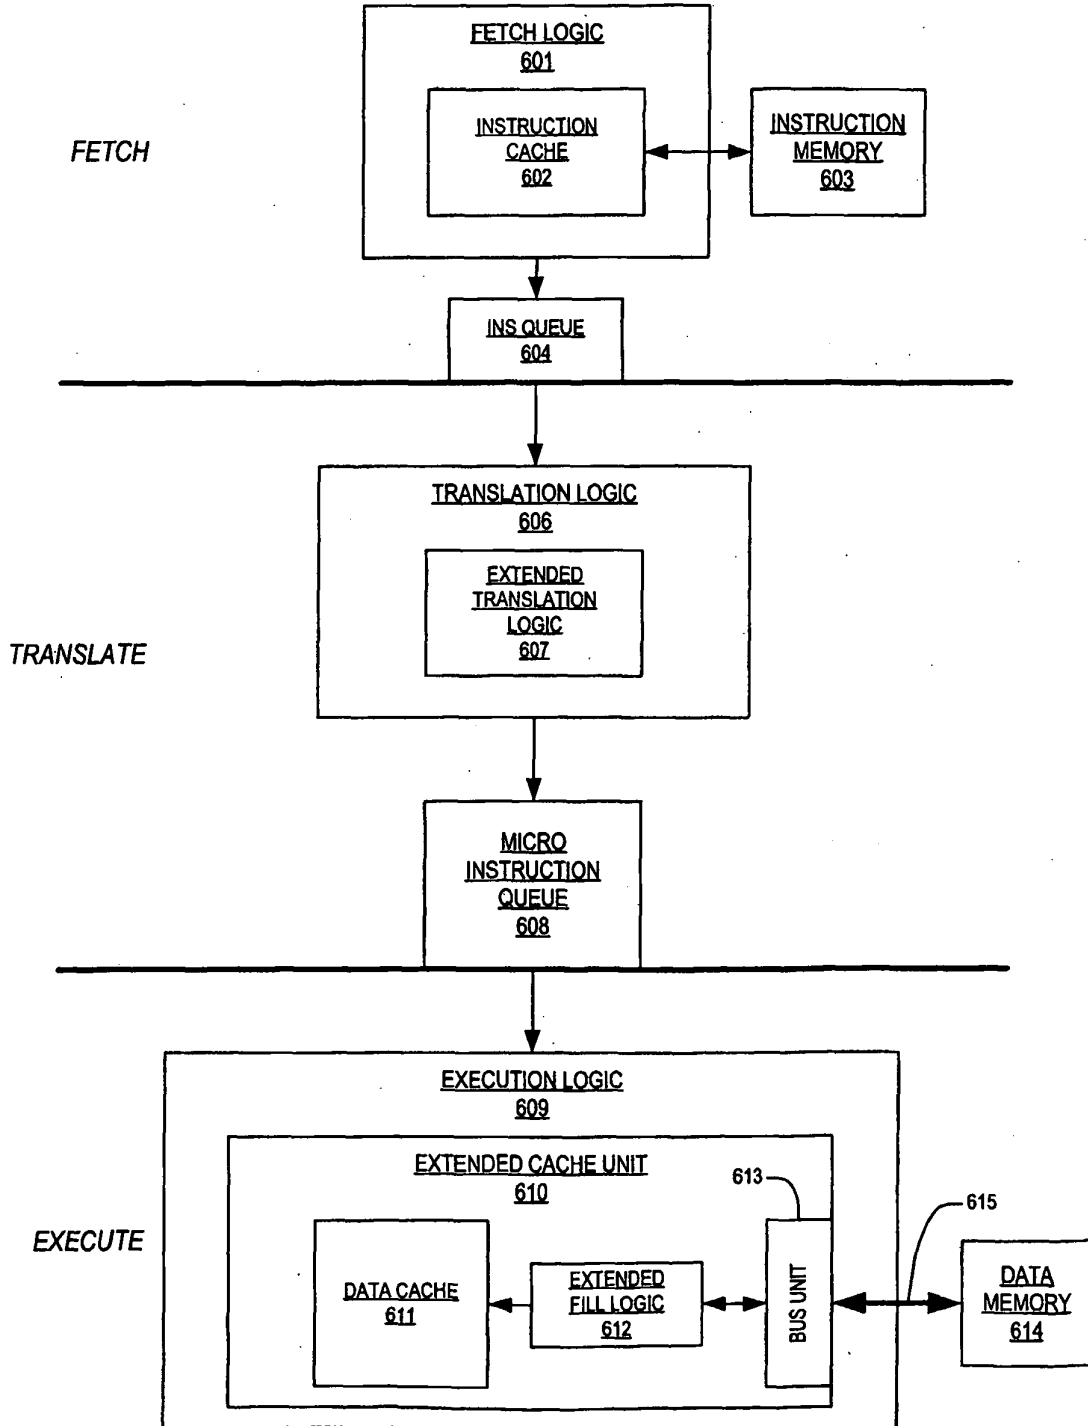 FETCH LOGIC
601
INSTRUCTION
CACHE
602
INSTRUCTION
MEMORY
603
FETCH
INS QUEUE
604
TRANSLATION LOGIC
606
EXTENDED
TRANSLATION
LOGIC
607
TRANSLATE
MICRO
INSTRUCTION
QUEUE
608
EXECUTION LOGIC
609
EXTENDED CACHE UNIT
610
613
615
EXECUTE
DATA CACHE
611
EXTENDED
FILL LOGIC
612
BUS UNIT
DATA
MEMORY
614